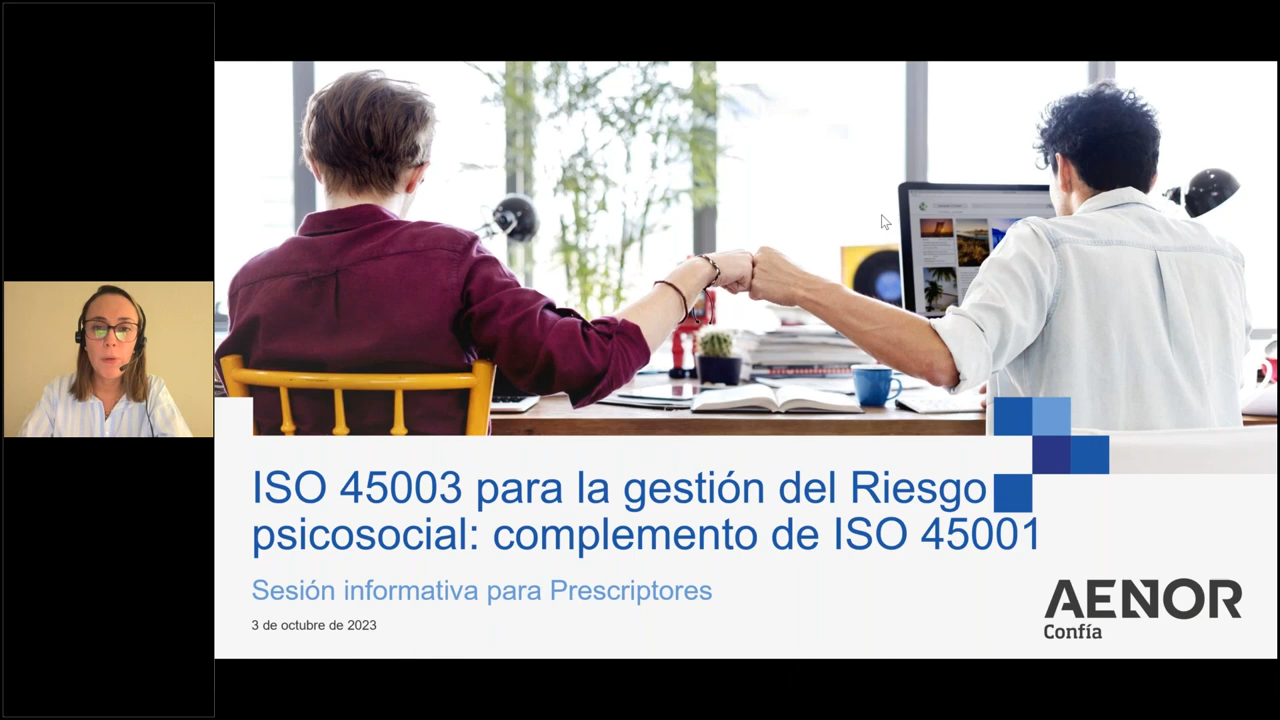 ISO 45003 para la gestión del Riesgo
psicosocial: complemento de ISO 45001
Sesión informativa para Prescriptores
3 de octubre de 2023
AENOR
Confía